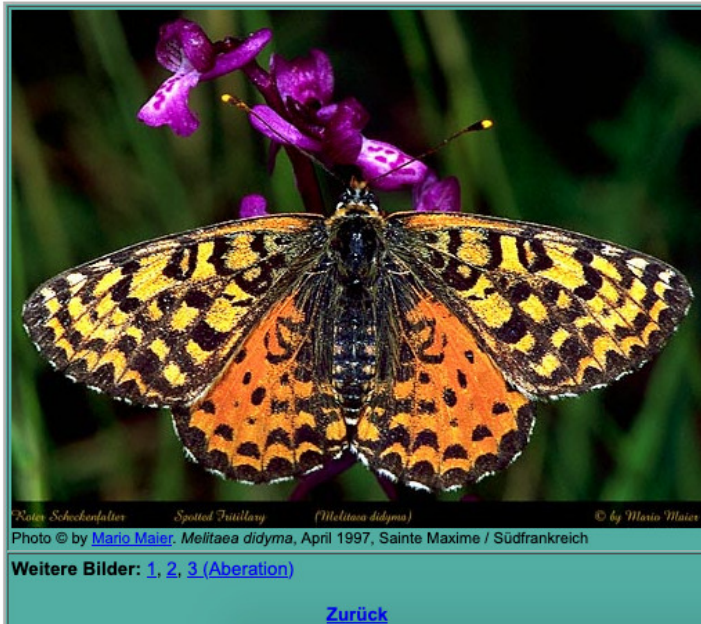 Roter Scheckenfalter Spotted Fritillary (Melitaea didyma) © by Mario Maier
Photo © by Mario Maier. Melitaea didyma, April 1997, Sainte Maxime / Südfrankreich
Weitere Bilder: 1, 2, 3 (Aberation)
Zurück